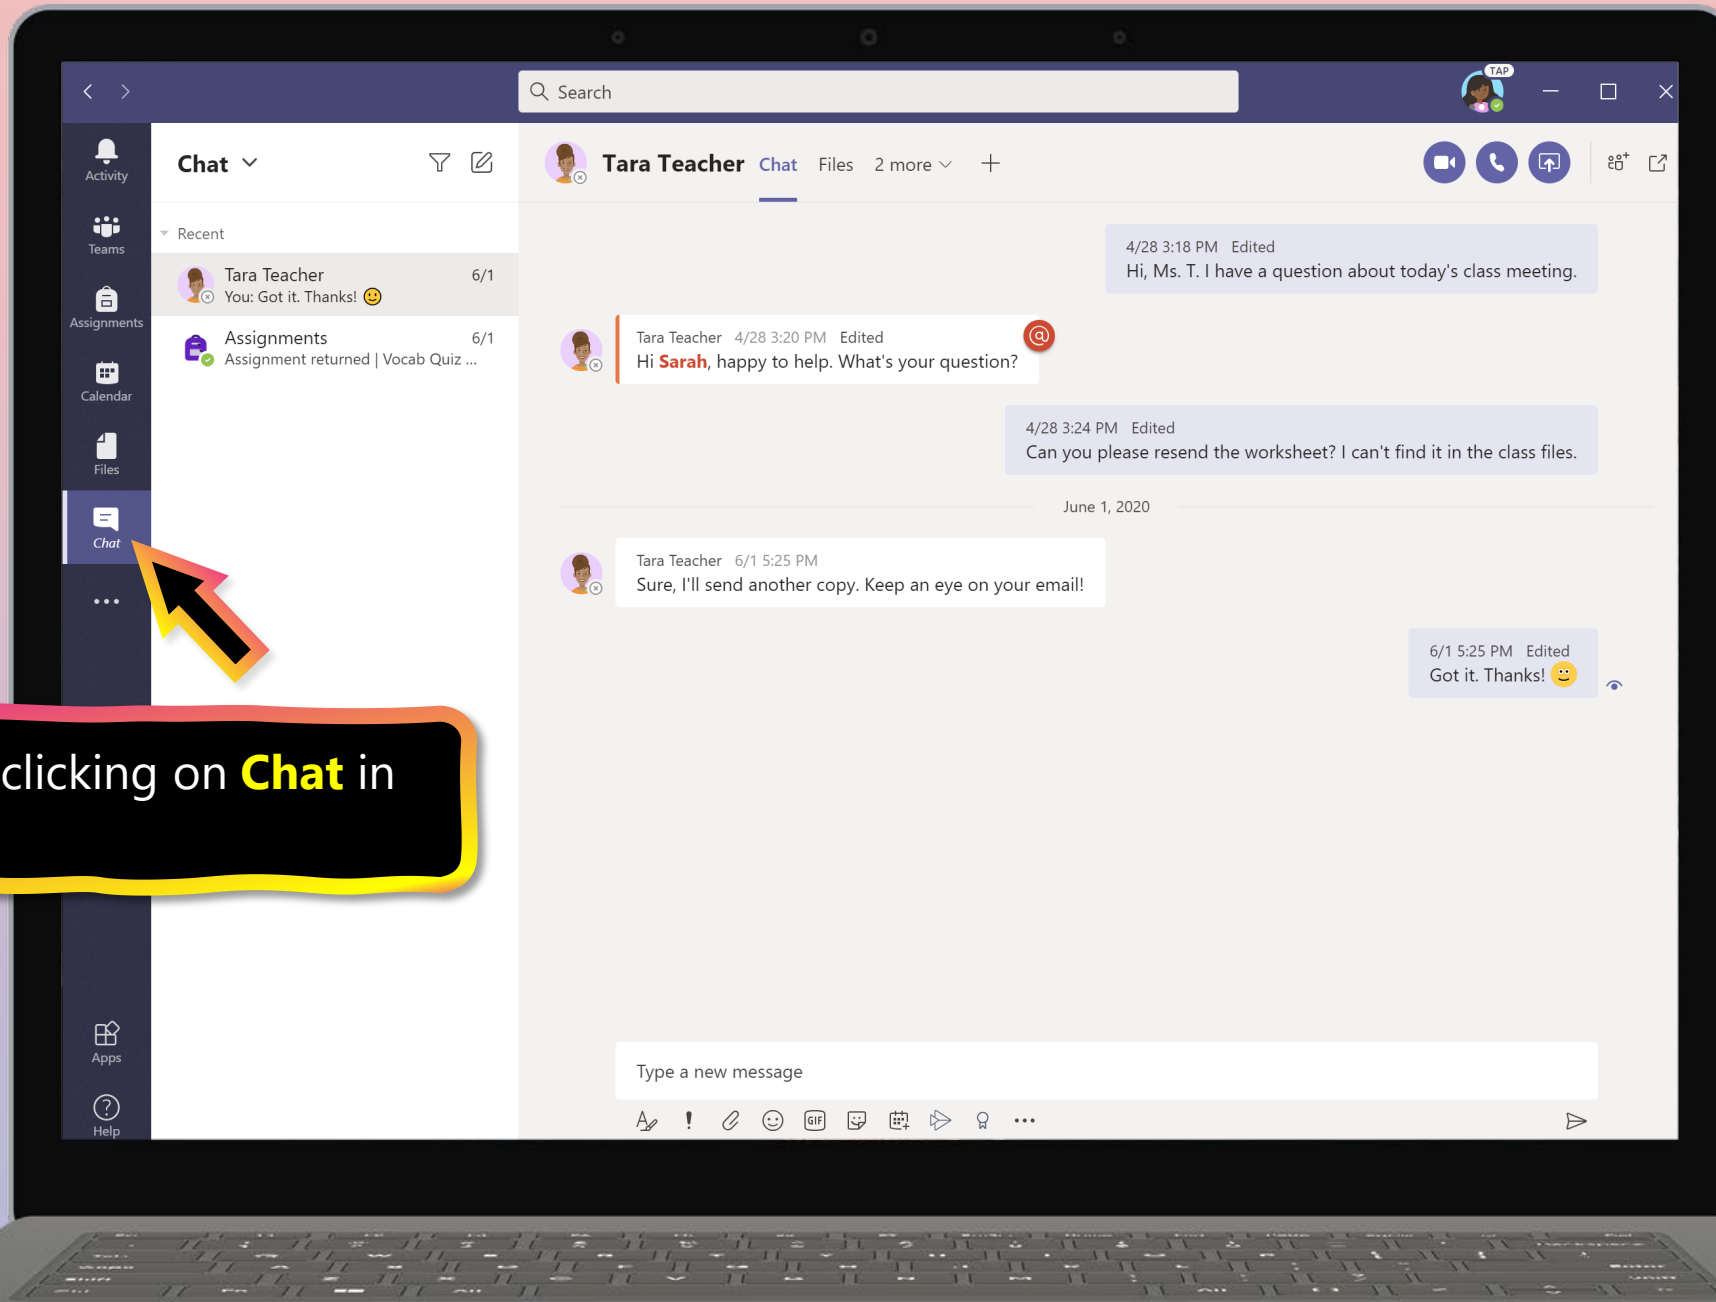 Search
TAP
Activity
Teams
Assignments
Calendar
Files
Chat
Apps
Help
Chat
Recent
Tara Teacher 6/1
You: Got it. Thanks! 🙂
Assignments 6/1
Assignment returned | Vocab Quiz ...
Tara Teacher Chat Files 2 more
4/28 3:18 PM Edited
Hi, Ms. T. I have a question about today's class meeting.
Tara Teacher 4/28 3:20 PM Edited
@
Hi Sarah, happy to help. What's your question?
4/28 3:24 PM Edited
Can you please resend the worksheet? I can't find it in the class files.
June 1, 2020
Tara Teacher 6/1 5:25 PM
Sure, I'll send another copy. Keep an eye on your email!
6/1 5:25 PM Edited
Got it. Thanks! 🙂
clicking on Chat in
Type a new message
GIF